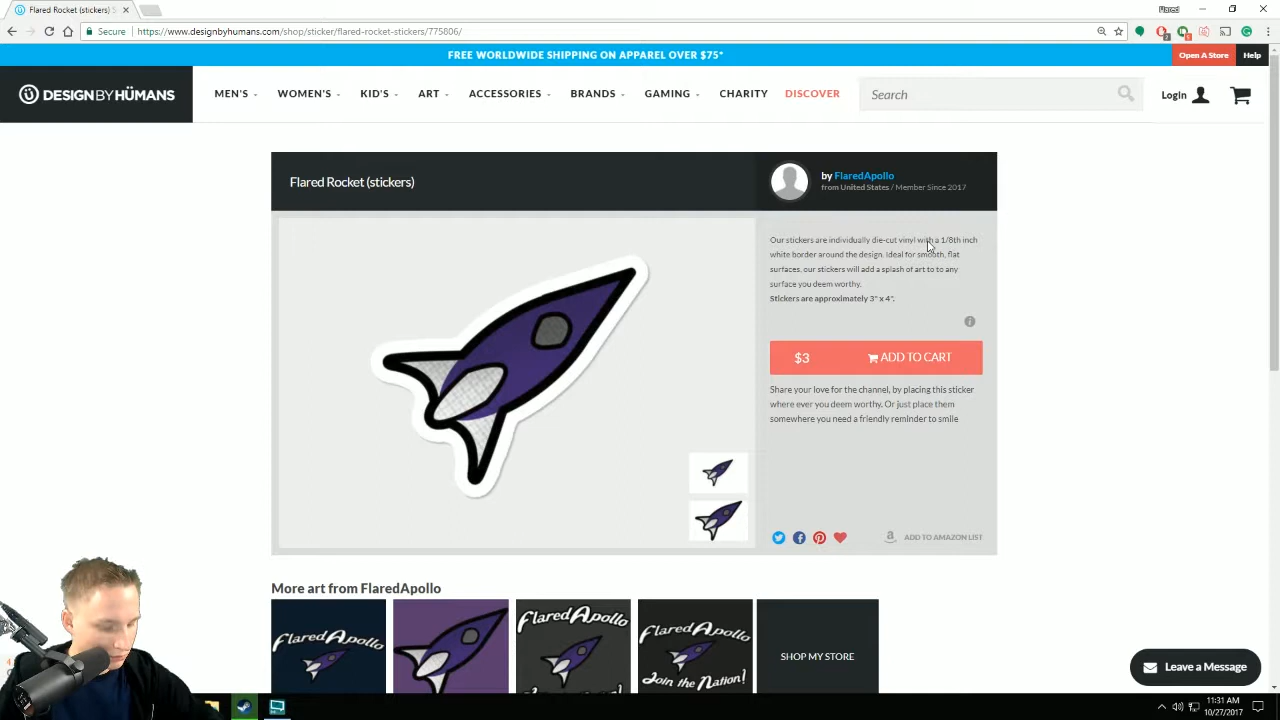 Flared Rocket (stickers) S
Flared
Secure
https://www.designbyhumans.com/shop/sticker/flared-rocket-stickers/775806/
FREE WORLDWIDE SHIPPING ON APPAREL OVER $75*
Open A Store
Help
DESIGNBYHÜMANS
MEN'S
WOMEN'S
KID'S
ART
ACCESSORIES
BRANDS
GAMING
CHARITY
DISCOVER
Search
Login
Flared Rocket (stickers)
by FlaredApollo
from United States / Member Since 2017
Our stickers are individually die-cut vinyl with a 1/8th inch
white border around the design. Ideal for smooth, flat
surfaces, our stickers will add a splash of art to to any
surface you deem worthy.
Stickers are approximately 3" x 4".
$3
ADD TO CART
Share your love for the channel, by placing this sticker
where ever you deem worthy. Or just place them
somewhere you need a friendly reminder to smile
ADD TO AMAZON LIST
More art from FlaredApollo
FlaredApollo
FlaredApollo
FlaredApollo
Join the Nation!
SHOP MY STORE
Leave a Message
11:31 AM
10/27/2017